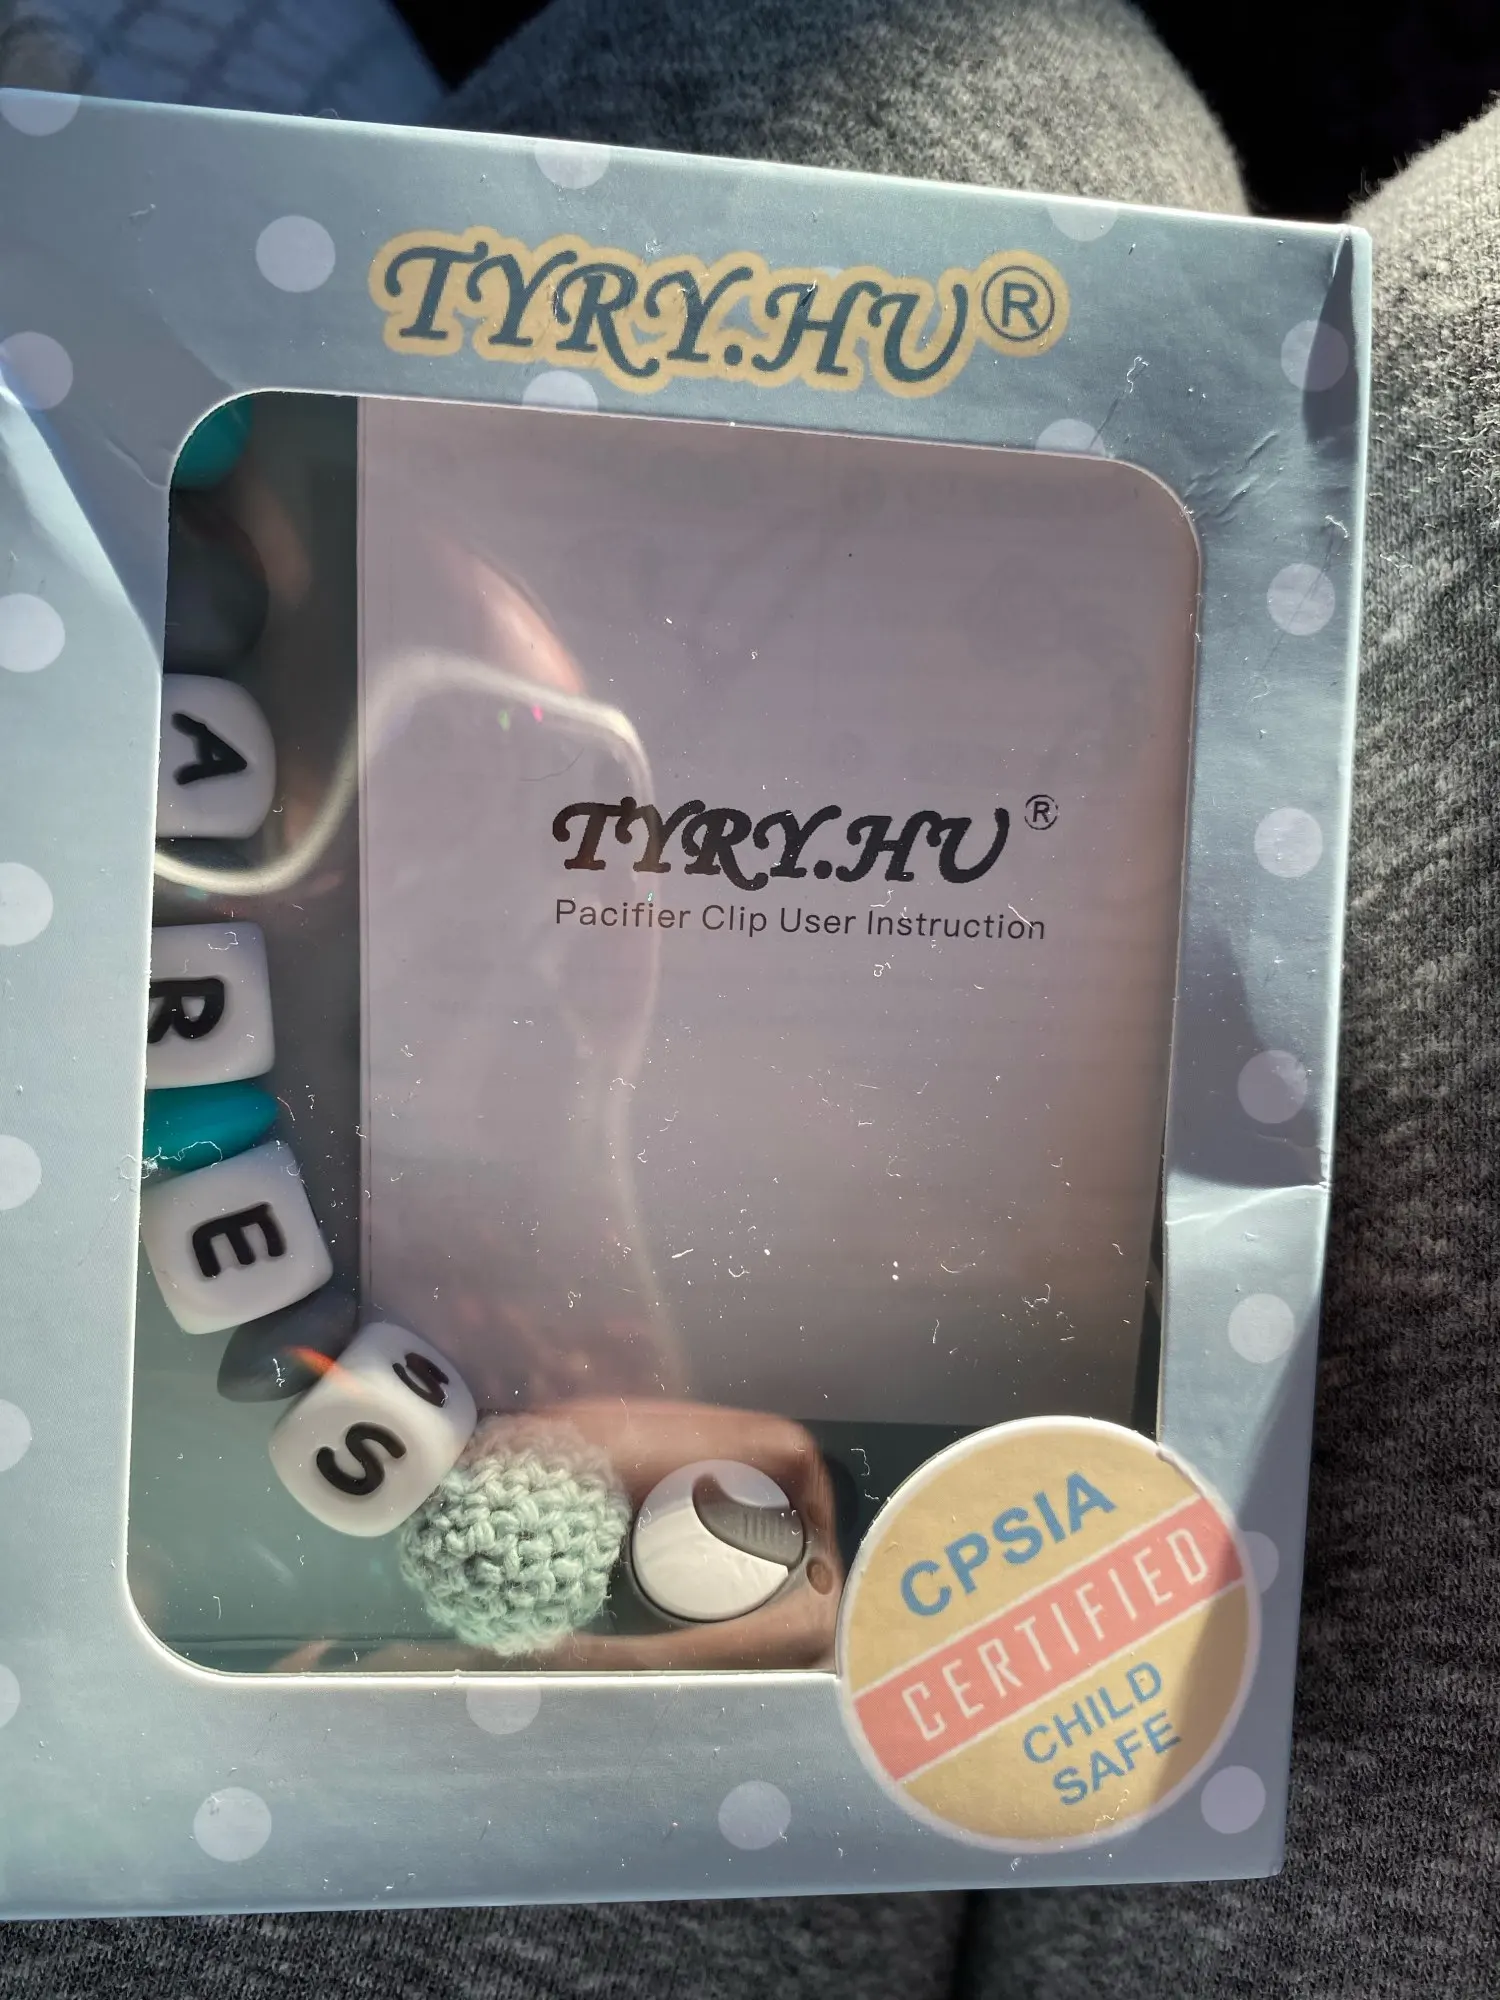 TYRY.HU®
TYRY.HU®
Pacifier Clip User Instruction
A
R
E
S
S
CPSIA
CERTIFIED
CHILD
SAFE